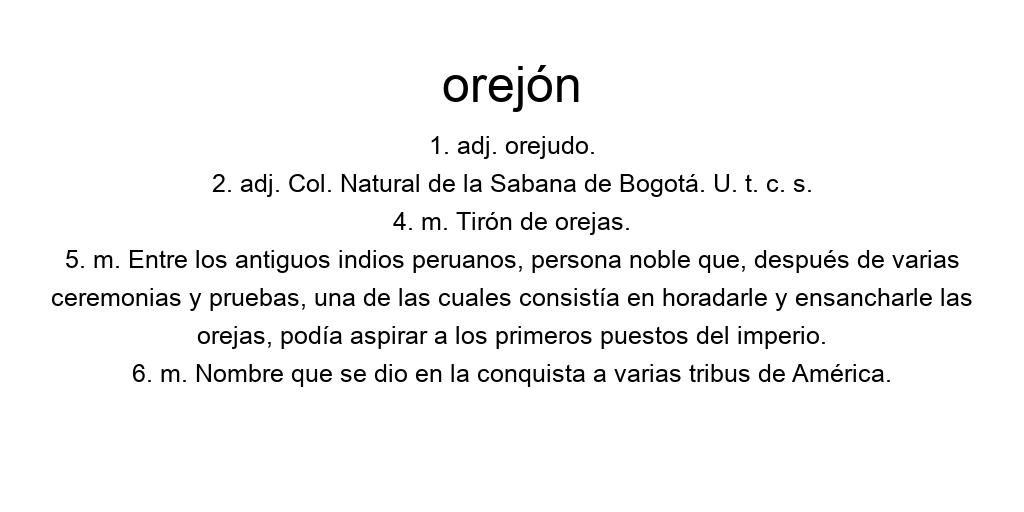 orejón
1. adj. orejudo.
2. adj. Col. Natural de la Sabana de Bogotá. U. t. c. s.
4. m. Tirón de orejas.
5. m. Entre los antiguos indios peruanos, persona noble que, después de varias
ceremonias y pruebas, una de las cuales consistía en horadarle y ensancharle las
orejas, podía aspirar a los primeros puestos del imperio.
6. m. Nombre que se dio en la conquista a varias tribus de América.